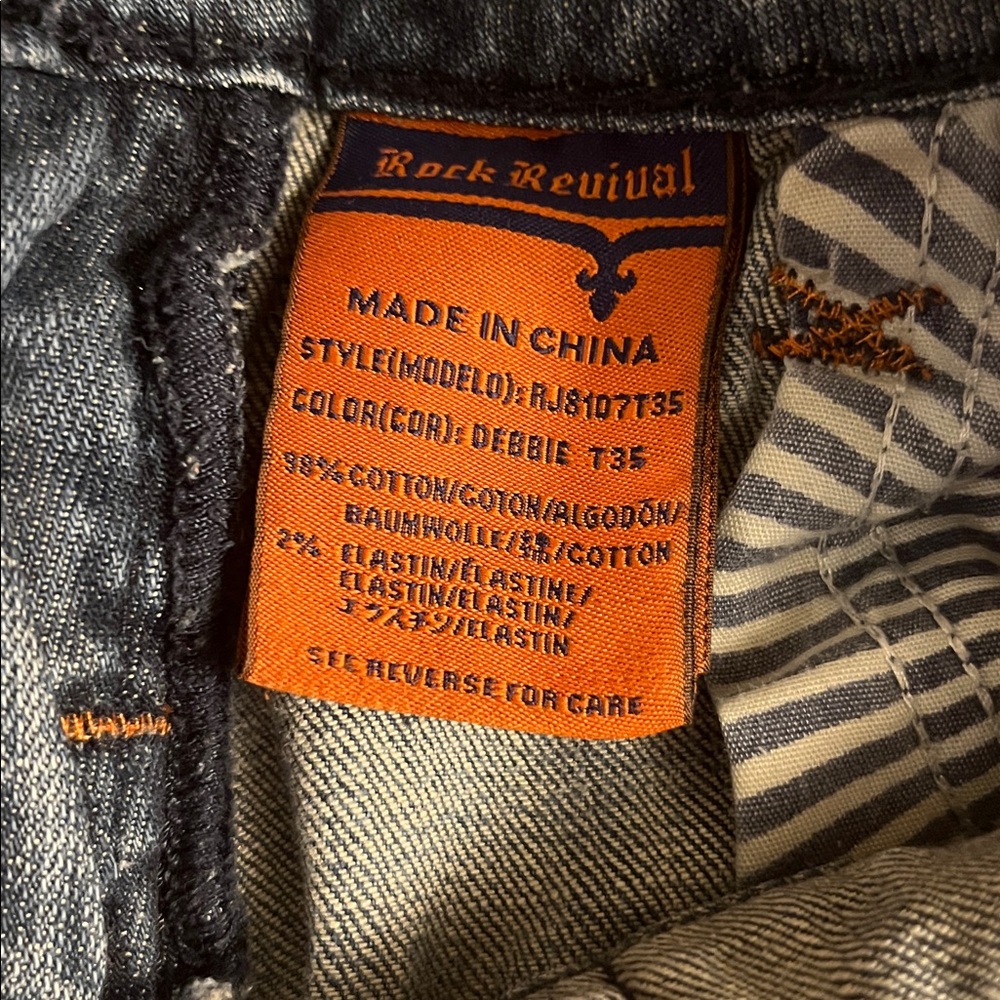 Rock Revival
MADE IN CHINA
STYLE(MODELO): RJ8107T35
COLOR(COR): DEBBIE T35
98% COTTON/COTON/ALGODÓN/
BAUMWOLLE/綿/COTTON
2% ELASTIN/ÉLASTINE/
ELASTIN/ELASTIN/
エラスチン/ELASTIN
SEE REVERSE FOR CARE